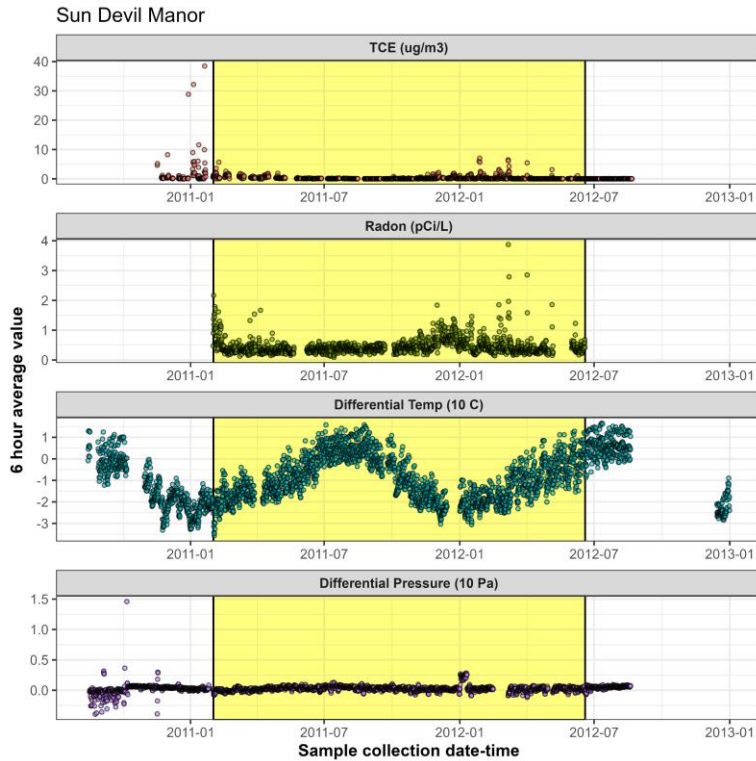 Sun Devil Manor
TCE (ug/m3)
40
30
20
10
0
2011-01 2011-07 2012-01 2012-07 2013-01
Radon (pCi/L)
4
3
2
1
0
2011-01 2011-07 2012-01 2012-07 2013-01
6 hour average value
Differential Temp (10 C)
1
0
-1
-2
-3
2011-01 2011-07 2012-01 2012-07 2013-01
Differential Pressure (10 Pa)
1.5
1.0
0.5
0.0
2011-01 2011-07 2012-01 2012-07 2013-01
Sample collection date-time